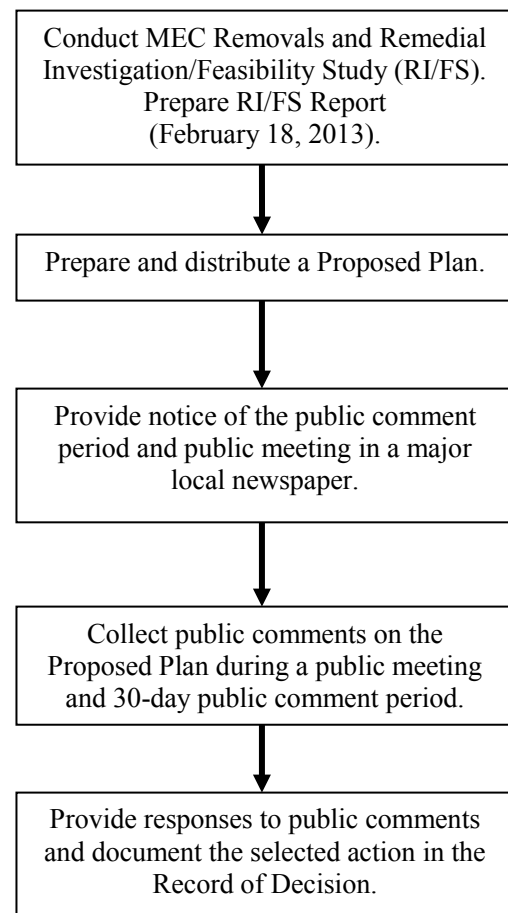 Conduct MEC Removals and Remedial
Investigation/Feasibility Study (RI/FS).
Prepare RI/FS Report
(February 18, 2013).
Prepare and distribute a Proposed Plan.
Provide notice of the public comment
period and public meeting in a major
local newspaper.
Collect public comments on the
Proposed Plan during a public meeting
and 30-day public comment period.
Provide responses to public comments
and document the selected action in the
Record of Decision.